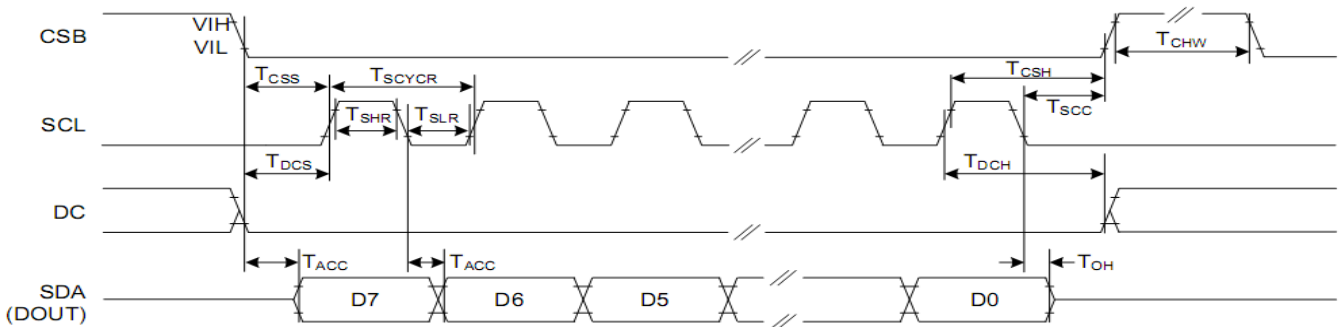 CSB
VIH
VIL
TCHW
TCSS
TSCYCR
TCSH
TSCC
SCL
TSHR
TSLR
TDCS
TDCH
DC
TACC
TACC
TOH
SDA
(DOUT)
D7
D6
D5
D0